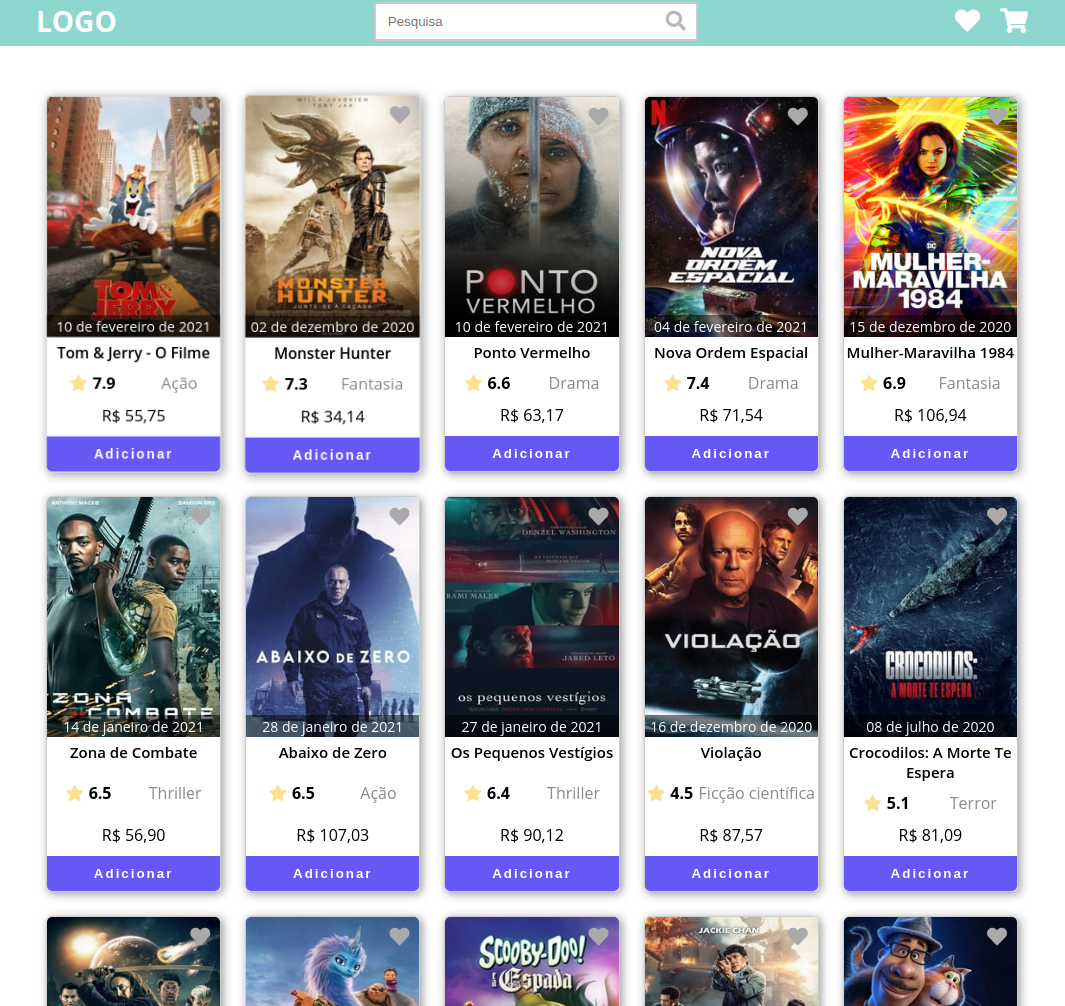 LOGO
Pesquisa
TOM &
JERRY
10 de fevereiro de 2021
Tom & Jerry - O Filme
7.9 Ação
R$ 55,75
Adicionar
MILLA JOVOVICH
TONY JAA
MONSTER
HUNTER
JUNTE-SE À CAÇADA
02 de dezembro de 2020
Monster Hunter
7.3 Fantasia
R$ 34,14
Adicionar
PONTO
VERMELHO
10 de fevereiro de 2021
Ponto Vermelho
6.6 Drama
R$ 63,17
Adicionar
N
NOVA
ORDEM
ESPACIAL
04 de fevereiro de 2021
Nova Ordem Espacial
7.4 Drama
R$ 71,54
Adicionar
DC
MULHER-
MARAVILHA
1984
15 de dezembro de 2020
Mulher-Maravilha 1984
6.9 Fantasia
R$ 106,94
Adicionar
ANTHONY MACKIE DAMSON IDRIS
ZONA
DE COMBATE
14 de janeiro de 2021
Zona de Combate
6.5 Thriller
R$ 56,90
Adicionar
ABAIXO DE ZERO
28 de janeiro de 2021
Abaixo de Zero
6.5 Ação
R$ 107,03
Adicionar
DENZEL WASHINGTON
RAMI MALEK
JARED LETO
os pequenos vestígios
27 de janeiro de 2021
Os Pequenos Vestígios
6.4 Thriller
R$ 90,12
Adicionar
VIOLAÇÃO
16 de dezembro de 2020
Violação
4.5 Ficção científica
R$ 87,57
Adicionar
CROCODILOS:
A MORTE TE ESPERA
08 de julho de 2020
Crocodilos: A Morte Te
Espera
5.1 Terror
R$ 81,09
Adicionar
SCOOBY-DOO!
e a Espada
JACKIE CHAN